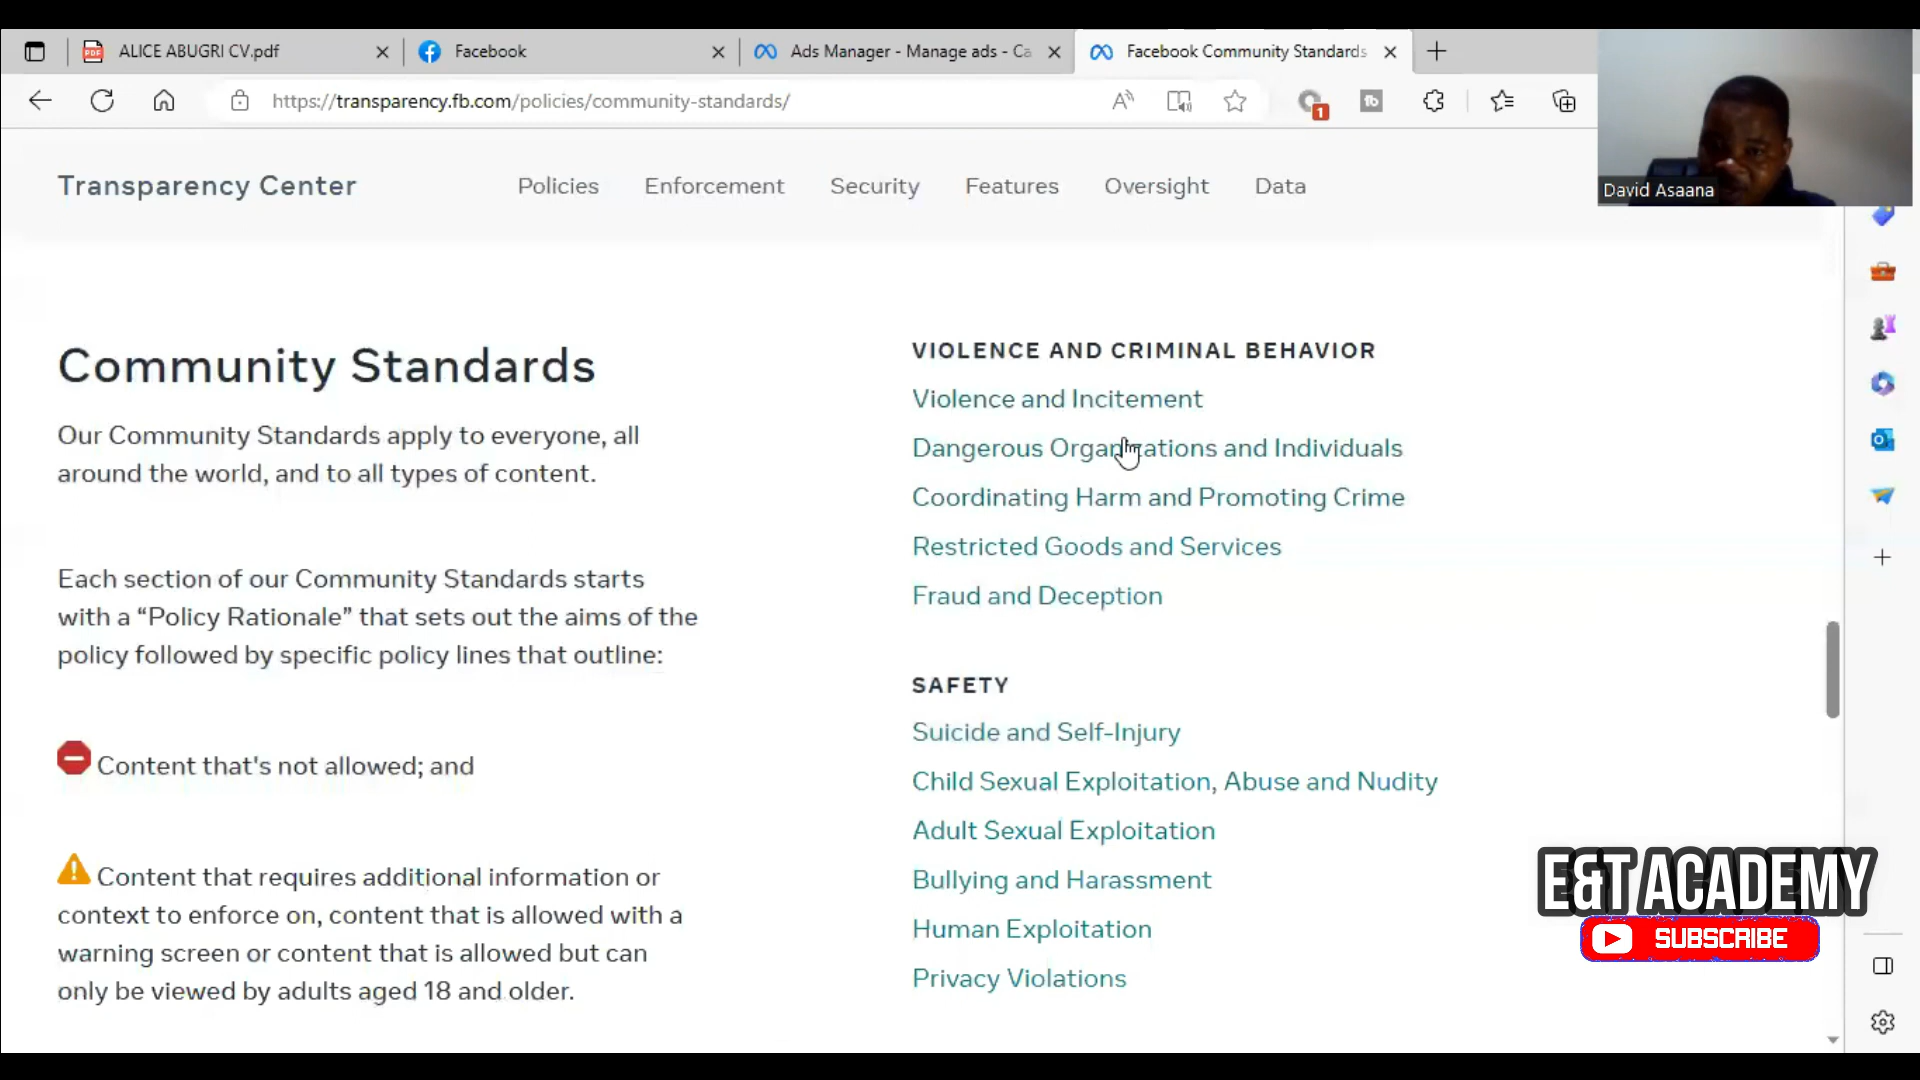 ALICE ABUGRI CV.pdf
Facebook
Ads Manager - Manage ads - Ca
Facebook Community Standards
https://transparency.fb.com/policies/community-standards/
1
David Asaana
Transparency Center
Policies
Enforcement
Security
Features
Oversight
Data
Community Standards
Our Community Standards apply to everyone, all
around the world, and to all types of content.
Each section of our Community Standards starts
with a “Policy Rationale” that sets out the aims of the
policy followed by specific policy lines that outline:
Content that's not allowed; and
Content that requires additional information or
context to enforce on, content that is allowed with a
warning screen or content that is allowed but can
only be viewed by adults aged 18 and older.
VIOLENCE AND CRIMINAL BEHAVIOR
Violence and Incitement
Dangerous Organizations and Individuals
Coordinating Harm and Promoting Crime
Restricted Goods and Services
Fraud and Deception
SAFETY
Suicide and Self-Injury
Child Sexual Exploitation, Abuse and Nudity
Adult Sexual Exploitation
Bullying and Harassment
Human Exploitation
Privacy Violations
E&T ACADEMY
SUBSCRIBE